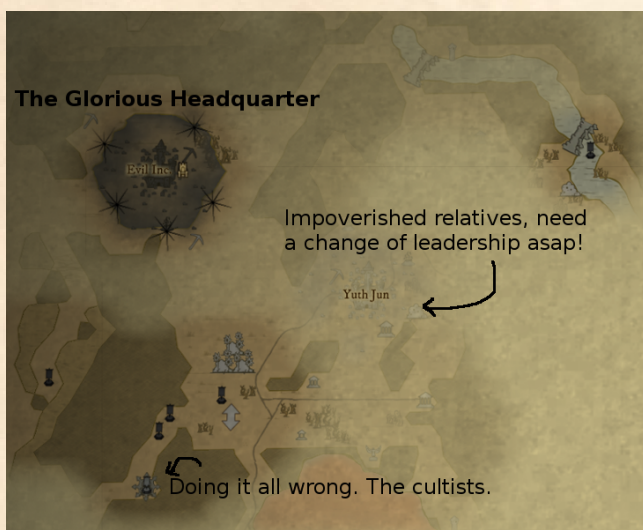 The Glorious Headquarter
Evil Inc.
Impoverished relatives, need
a change of leadership asap!
Yuth Jun
Doing it all wrong. The cultists.